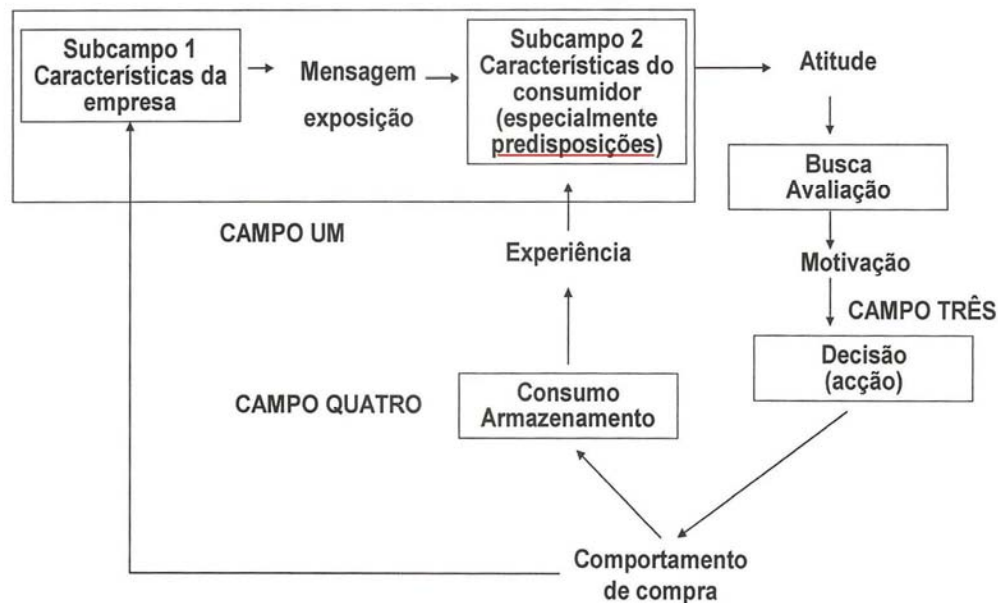 Subcampo 1
Características da
empresa
Mensagem
exposição
Subcampo 2
Características do
consumidor
(especialmente
predisposições)
Atitude
Busca
Avaliação
CAMPO UM
Experiência
Motivação
CAMPO TRÊS
Decisão
(acção)
CAMPO QUATRO
Consumo
Armazenamento
Comportamento
de compra